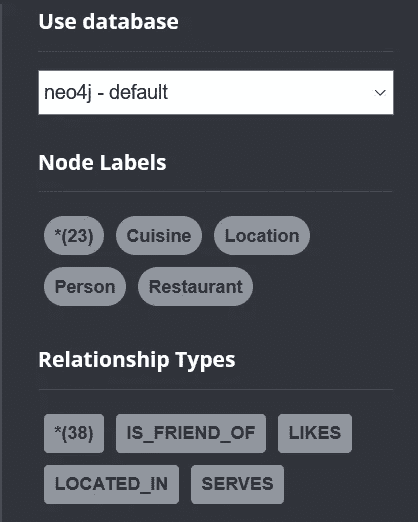 Use database
neo4j - default
Node Labels
*(23) Cuisine Location
Person Restaurant
Relationship Types
*(38) IS_FRIEND_OF LIKES
LOCATED_IN SERVES